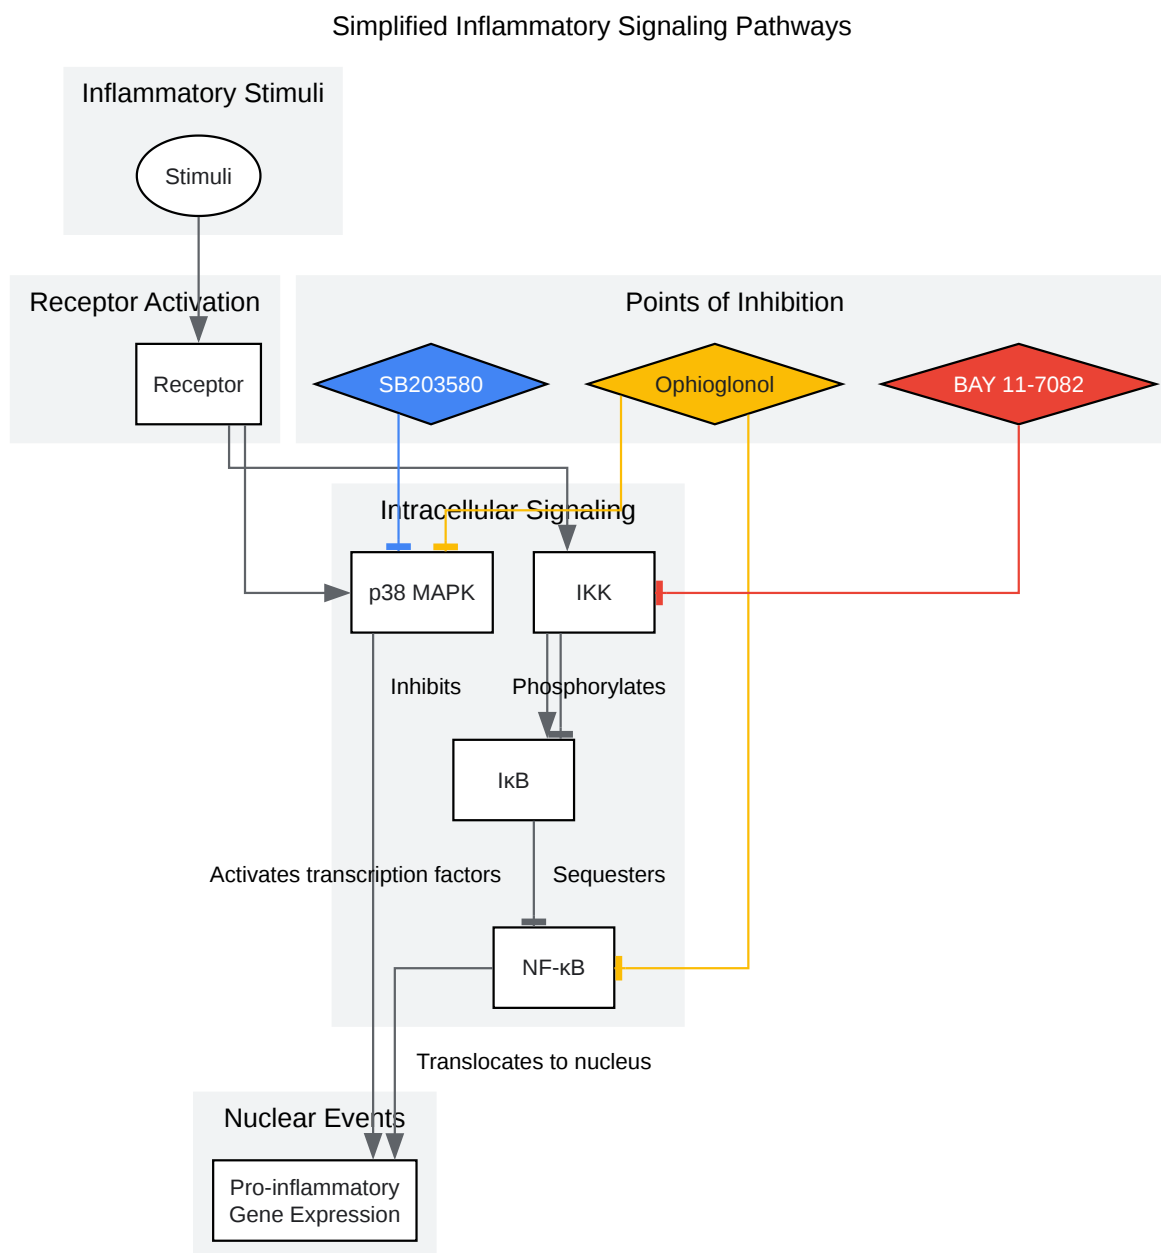 Simplified Inflammatory Signaling Pathways
Inflammatory Stimuli
Stimuli
Receptor Activation
Receptor
Points of Inhibition
SB203580
Ophioglonol
BAY 11-7082
Intracellular Signaling
p38 MAPK
IKK
Inhibits
Phosphorylates
IκB
Activates transcription factors
Sequesters
NF-κB
Translocates to nucleus
Nuclear Events
Pro-inflammatory
Gene Expression